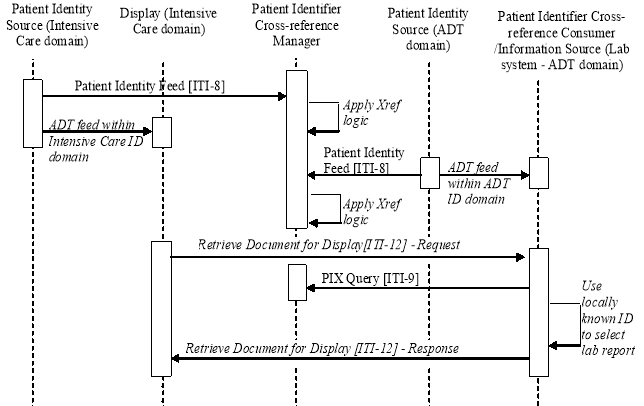 Patient Identity
Source (Intensive
Care domain)
Display (Intensive
Care domain)
Patient Identifier
Cross-reference
Manager
Patient Identity
Source (ADT
domain)
Patient Identifier Cross-
reference Consumer
/Information Source (Lab
system - ADT domain)
Patient Identity Feed [ITI-8]
Apply Xref
logic
ADT feed within
Intensive Care ID
domain
Patient Identity
Feed [ITI-8]
ADT feed
within ADT
ID domain
Apply Xref
logic
Retrieve Document for Display[ITI-12] - Request
PIX Query [ITI-9]
Use
locally
known ID
to select
lab report
Retrieve Document for Display [ITI-12] - Response